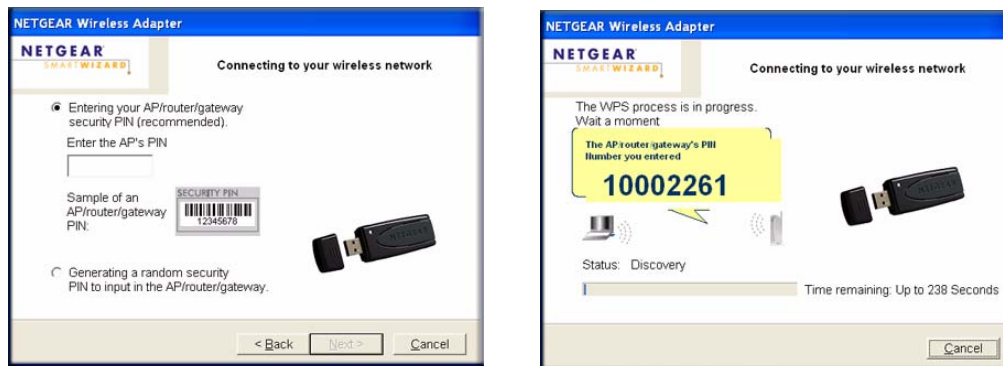 NETGEAR Wireless Adapter
NETGEAR
SMARTWIZARD
Connecting to your wireless network
Entering your AP/router/gateway
security PIN (recommended).
Enter the AP's PIN
Sample of an
AP/router/gateway
PIN:
SECURITY PIN
12345678
NETGEAR
Generating a random security
PIN to input in the AP/router/gateway.
< Back
Next >
Cancel
NETGEAR Wireless Adapter
NETGEAR
SMARTWIZARD
Connecting to your wireless network
The WPS process is in progress.
Wait a moment
The AP/router/gateway's PIN
Number you entered
10002261
NETGEAR
Status: Discovery
Time remaining: Up to 238 Seconds
Cancel